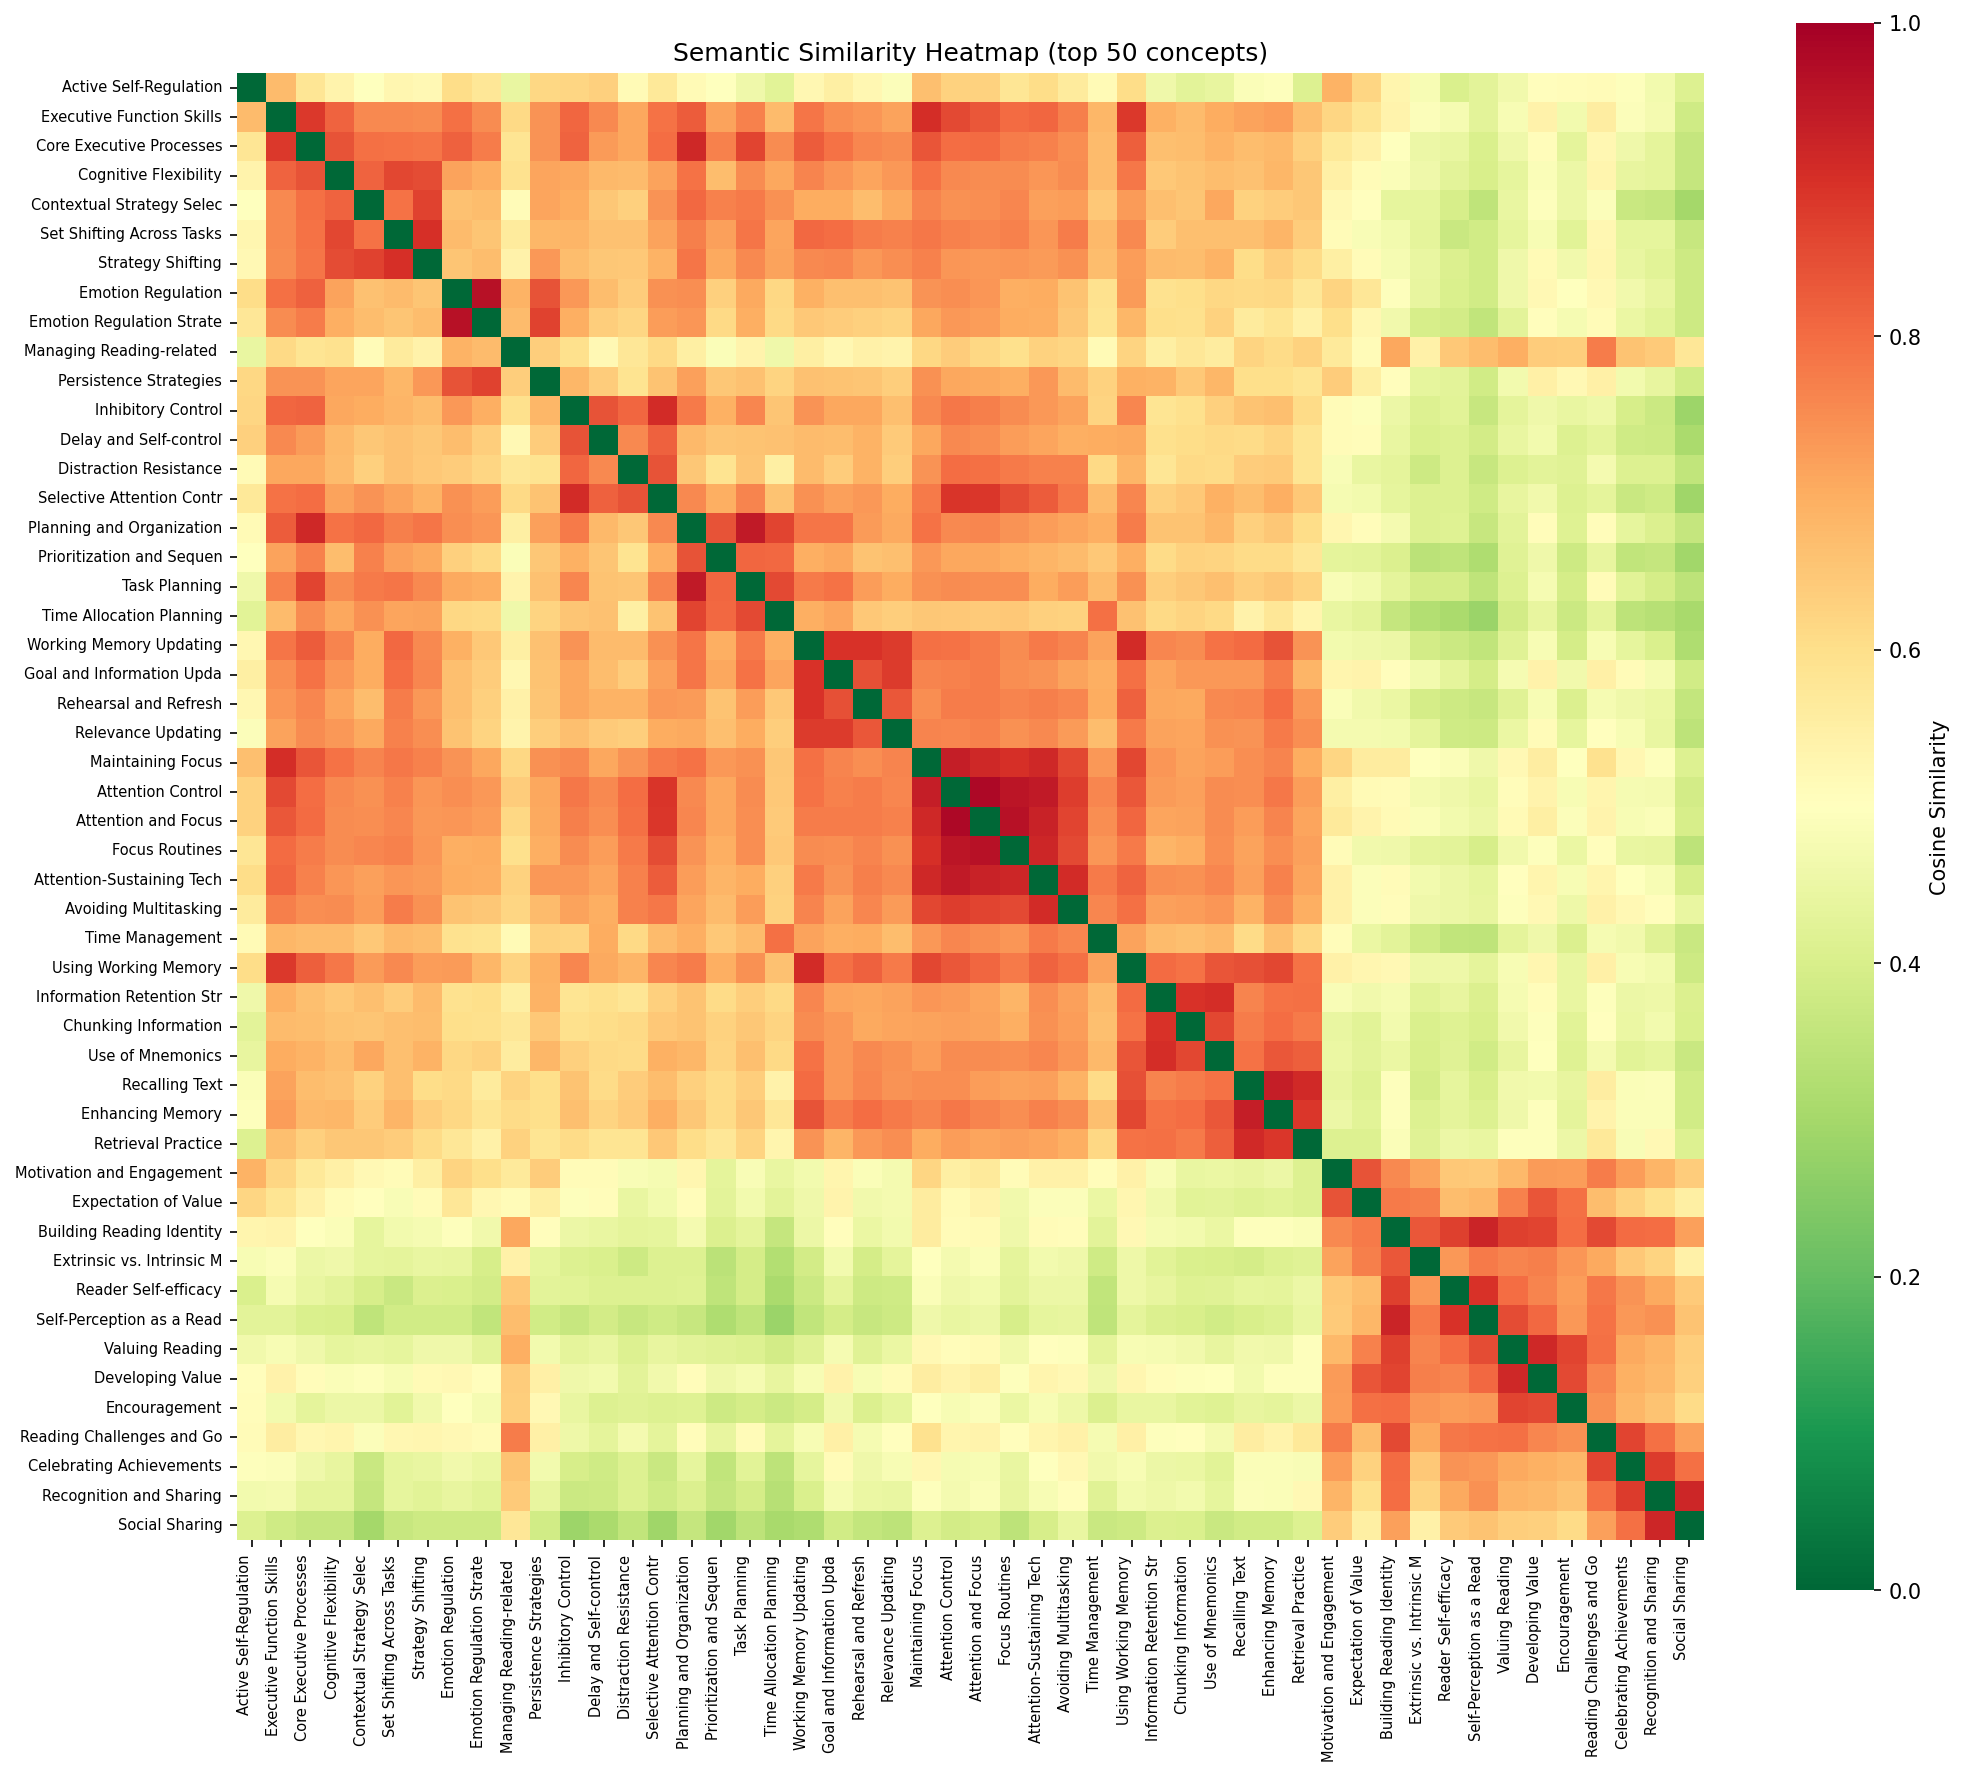 Semantic Similarity Heatmap (top 50 concepts)
Active Self-Regulation
Executive Function Skills
Core Executive Processes
Cognitive Flexibility
Contextual Strategy Selec
Set Shifting Across Tasks
Strategy Shifting
Emotion Regulation
Emotion Regulation Strate
Managing Reading-related
Persistence Strategies
Inhibitory Control
Delay and Self-control
Distraction Resistance
Selective Attention Contr
Planning and Organization
Prioritization and Sequen
Task Planning
Time Allocation Planning
Working Memory Updating
Goal and Information Upda
Rehearsal and Refresh
Relevance Updating
Maintaining Focus
Attention Control
Attention and Focus
Focus Routines
Attention-Sustaining Tech
Avoiding Multitasking
Time Management
Using Working Memory
Information Retention Str
Chunking Information
Use of Mnemonics
Recalling Text
Enhancing Memory
Retrieval Practice
Motivation and Engagement
Expectation of Value
Building Reading Identity
Extrinsic vs. Intrinsic M
Reader Self-efficacy
Self-Perception as a Read
Valuing Reading
Developing Value
Encouragement
Reading Challenges and Go
Celebrating Achievements
Recognition and Sharing
Social Sharing
Active Self-Regulation
Executive Function Skills
Core Executive Processes
Cognitive Flexibility
Contextual Strategy Selec
Set Shifting Across Tasks
Strategy Shifting
Emotion Regulation
Emotion Regulation Strate
Managing Reading-related
Persistence Strategies
Inhibitory Control
Delay and Self-control
Distraction Resistance
Selective Attention Contr
Planning and Organization
Prioritization and Sequen
Task Planning
Time Allocation Planning
Working Memory Updating
Goal and Information Upda
Rehearsal and Refresh
Relevance Updating
Maintaining Focus
Attention Control
Attention and Focus
Focus Routines
Attention-Sustaining Tech
Avoiding Multitasking
Time Management
Using Working Memory
Information Retention Str
Chunking Information
Use of Mnemonics
Recalling Text
Enhancing Memory
Retrieval Practice
Motivation and Engagement
Expectation of Value
Building Reading Identity
Extrinsic vs. Intrinsic M
Reader Self-efficacy
Self-Perception as a Read
Valuing Reading
Developing Value
Encouragement
Reading Challenges and Go
Celebrating Achievements
Recognition and Sharing
Social Sharing
1.0
0.8
0.6
0.4
0.2
0.0
Cosine Similarity